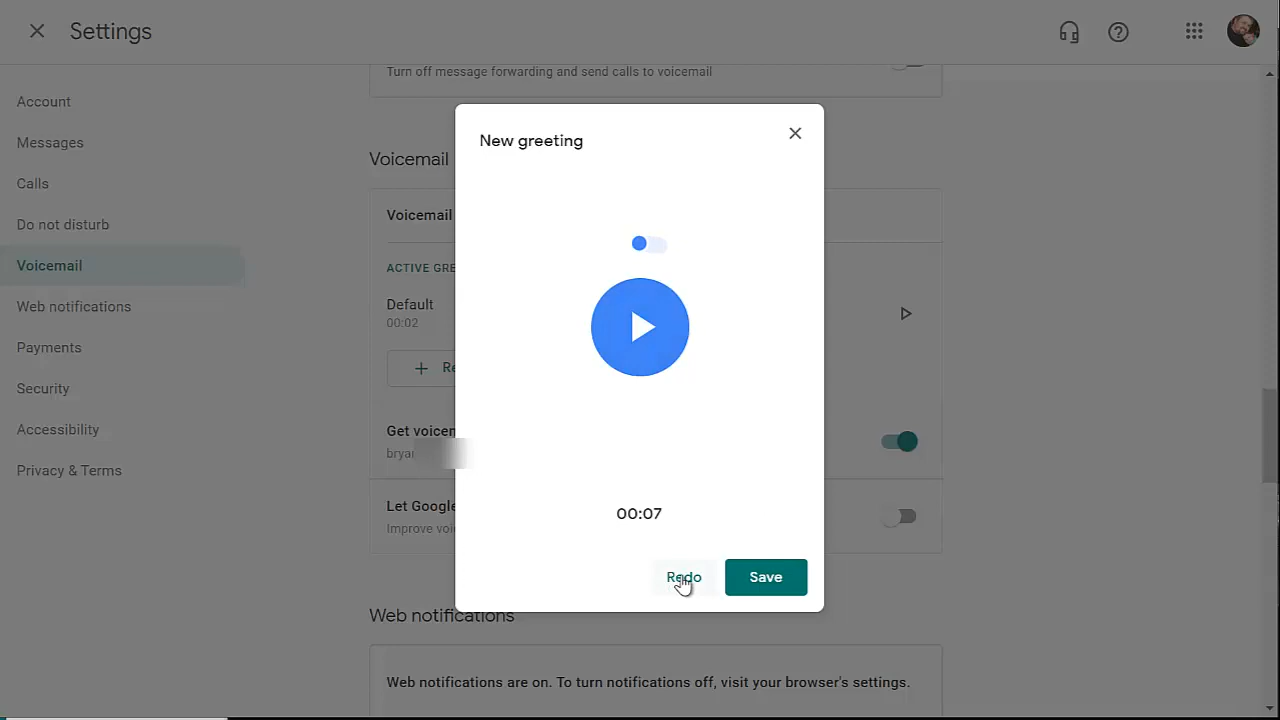 Settings
Turn off message forwarding and send calls to voicemail
Account
Messages
Calls
Do not disturb
Voicemail
Web notifications
Payments
Security
Accessibility
Privacy & Terms
Voicemail
Voicemail
ACTIVE GRE
Default
00:02
+ Re
Get voicem
bryan
Let Google
Improve voi
New greeting
00:07
Redo
Save
Web notifications
Web notifications are on. To turn notifications off, visit your browser's settings.